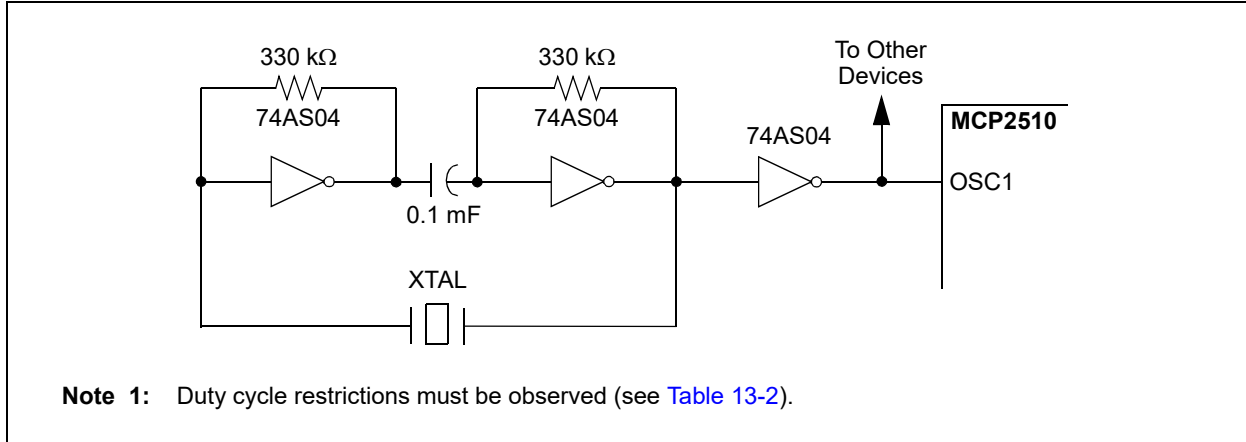 330 kΩ
74AS04
330 kΩ
74AS04
To Other
Devices
74AS04
MCP2510
OSC1
0.1 mF
XTAL
Note 1: Duty cycle restrictions must be observed (see Table 13-2).